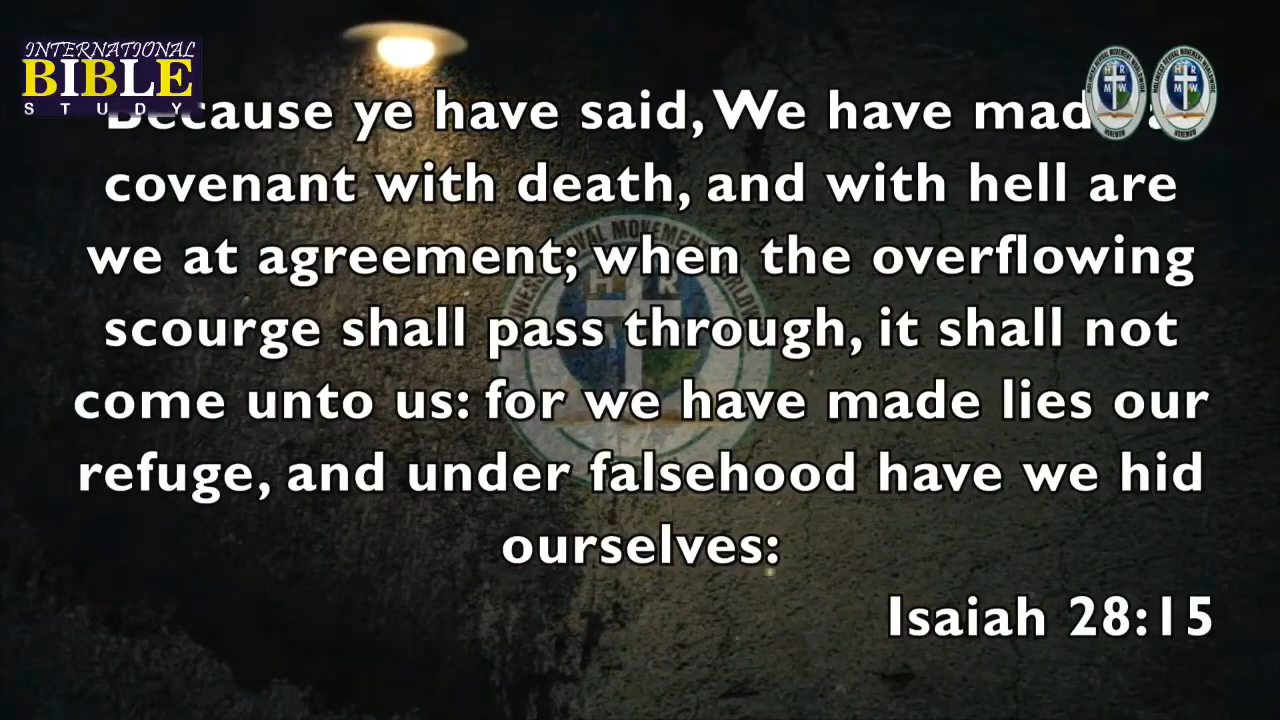 INTERNATIONAL
BIBLE
STUDY
Because ye have said, We have made a
covenant with death, and with hell are
we at agreement; when the overflowing
scourge shall pass through, it shall not
come unto us: for we have made lies our
refuge, and under falsehood have we hid
ourselves:
Isaiah 28:15
H R
M W
H R
M W
H R